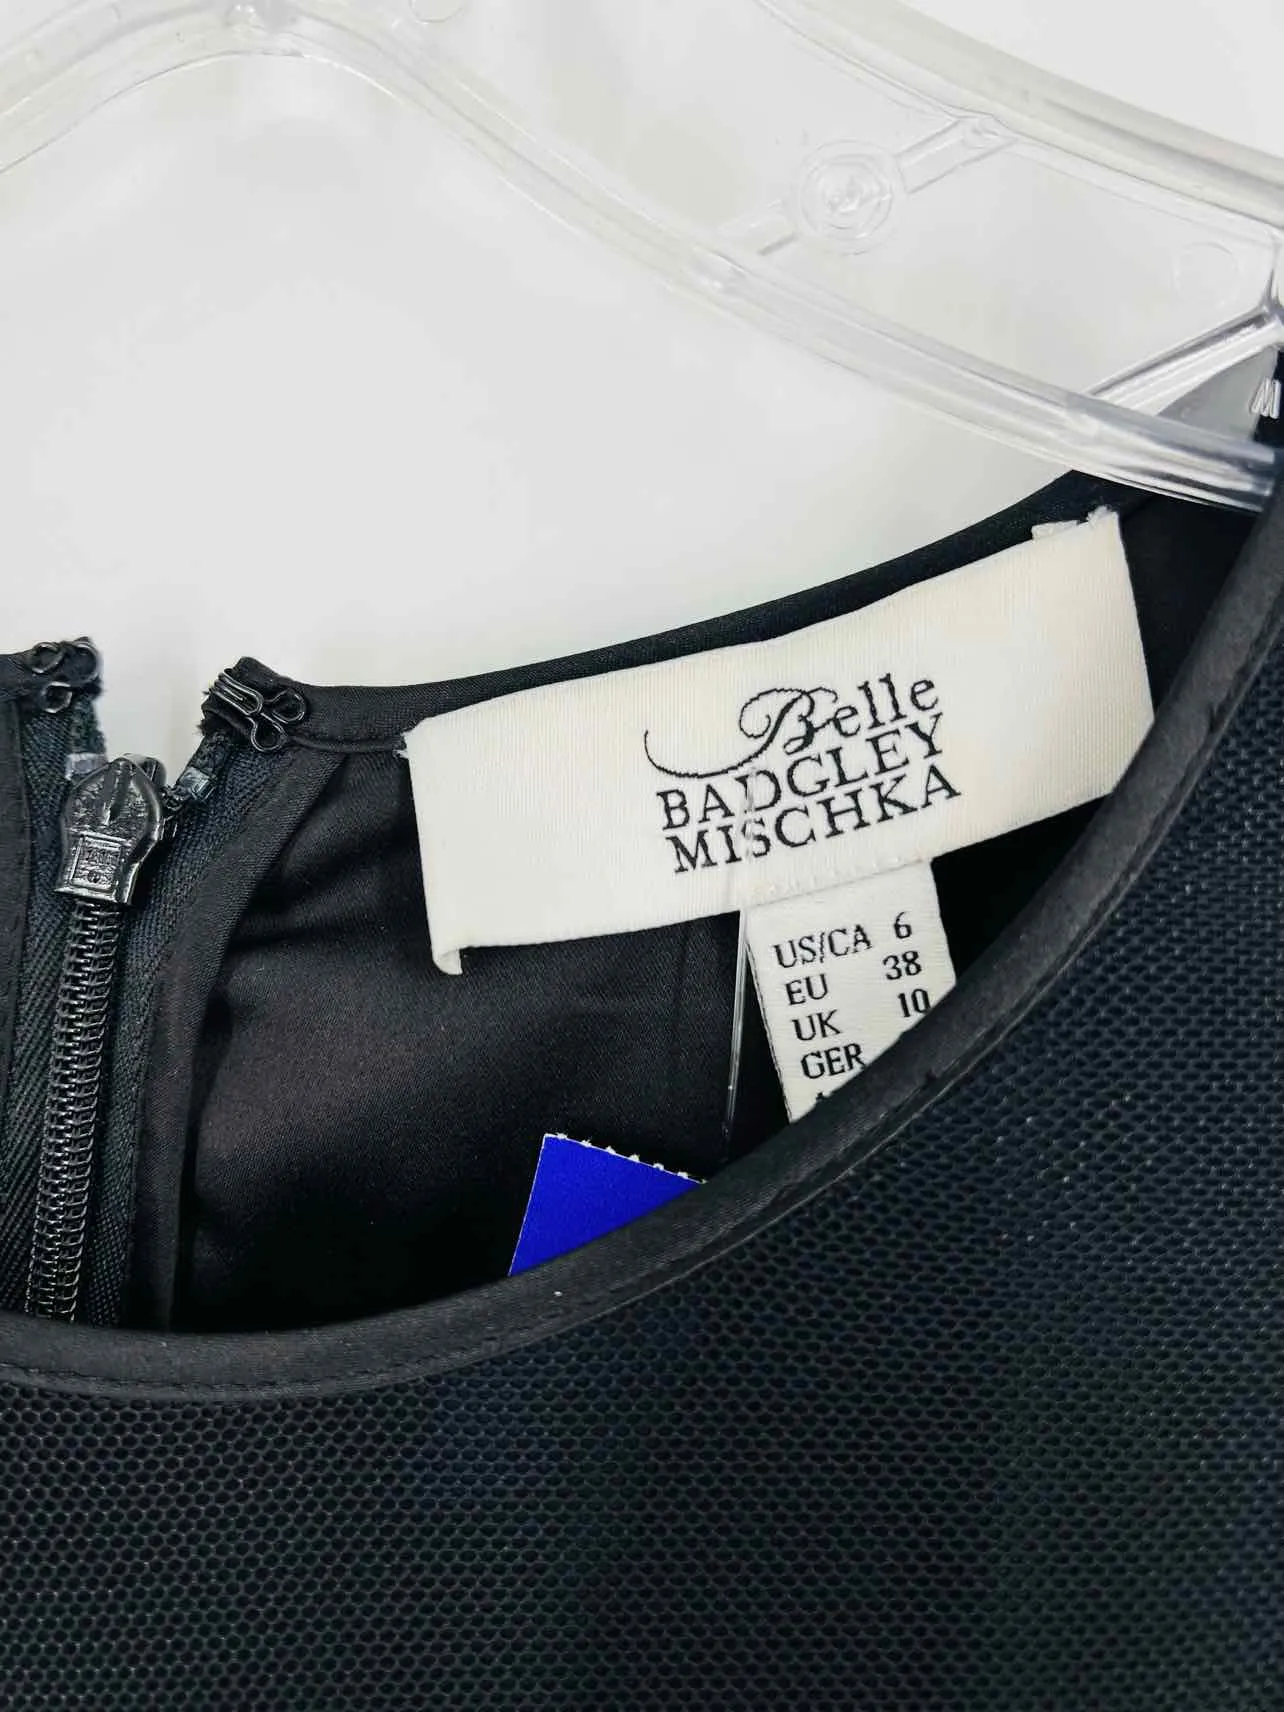 Belle
BADGLEY
MISCHKA
US/CA 6
EU 38
UK 10
GER
M